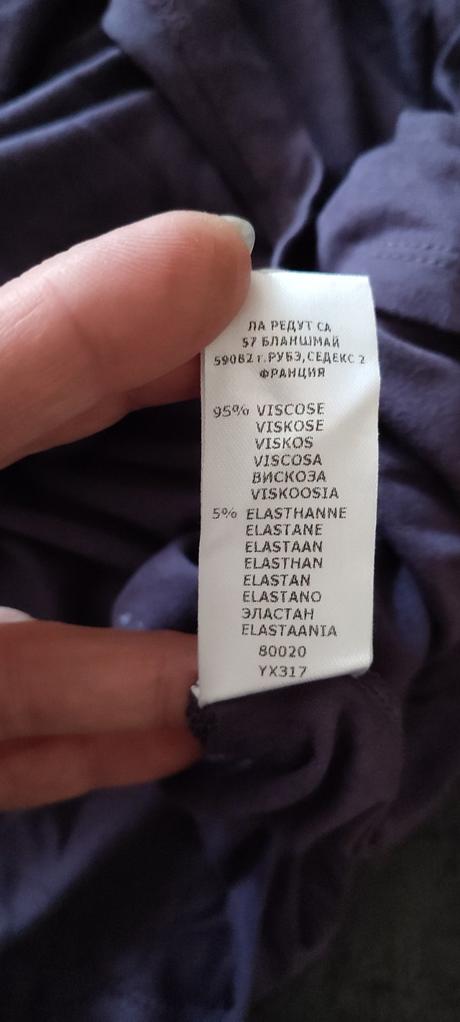 ЛА РЕДУТ СА
57 БЛАНШМАЙ
59082 г.РУБЭ,СЕДЕКС 2
ФРАНЦИЯ
95% VISCOSE
VISKOSE
VISKOS
VISCOSA
ВИСКОЗА
VISKOOSIA
5% ELASTHANNE
ELASTANE
ELASTAAN
ELASTHAN
ELASTAN
ELASTANO
ЭЛАСТАН
ELASTAANIA
80020
YX317